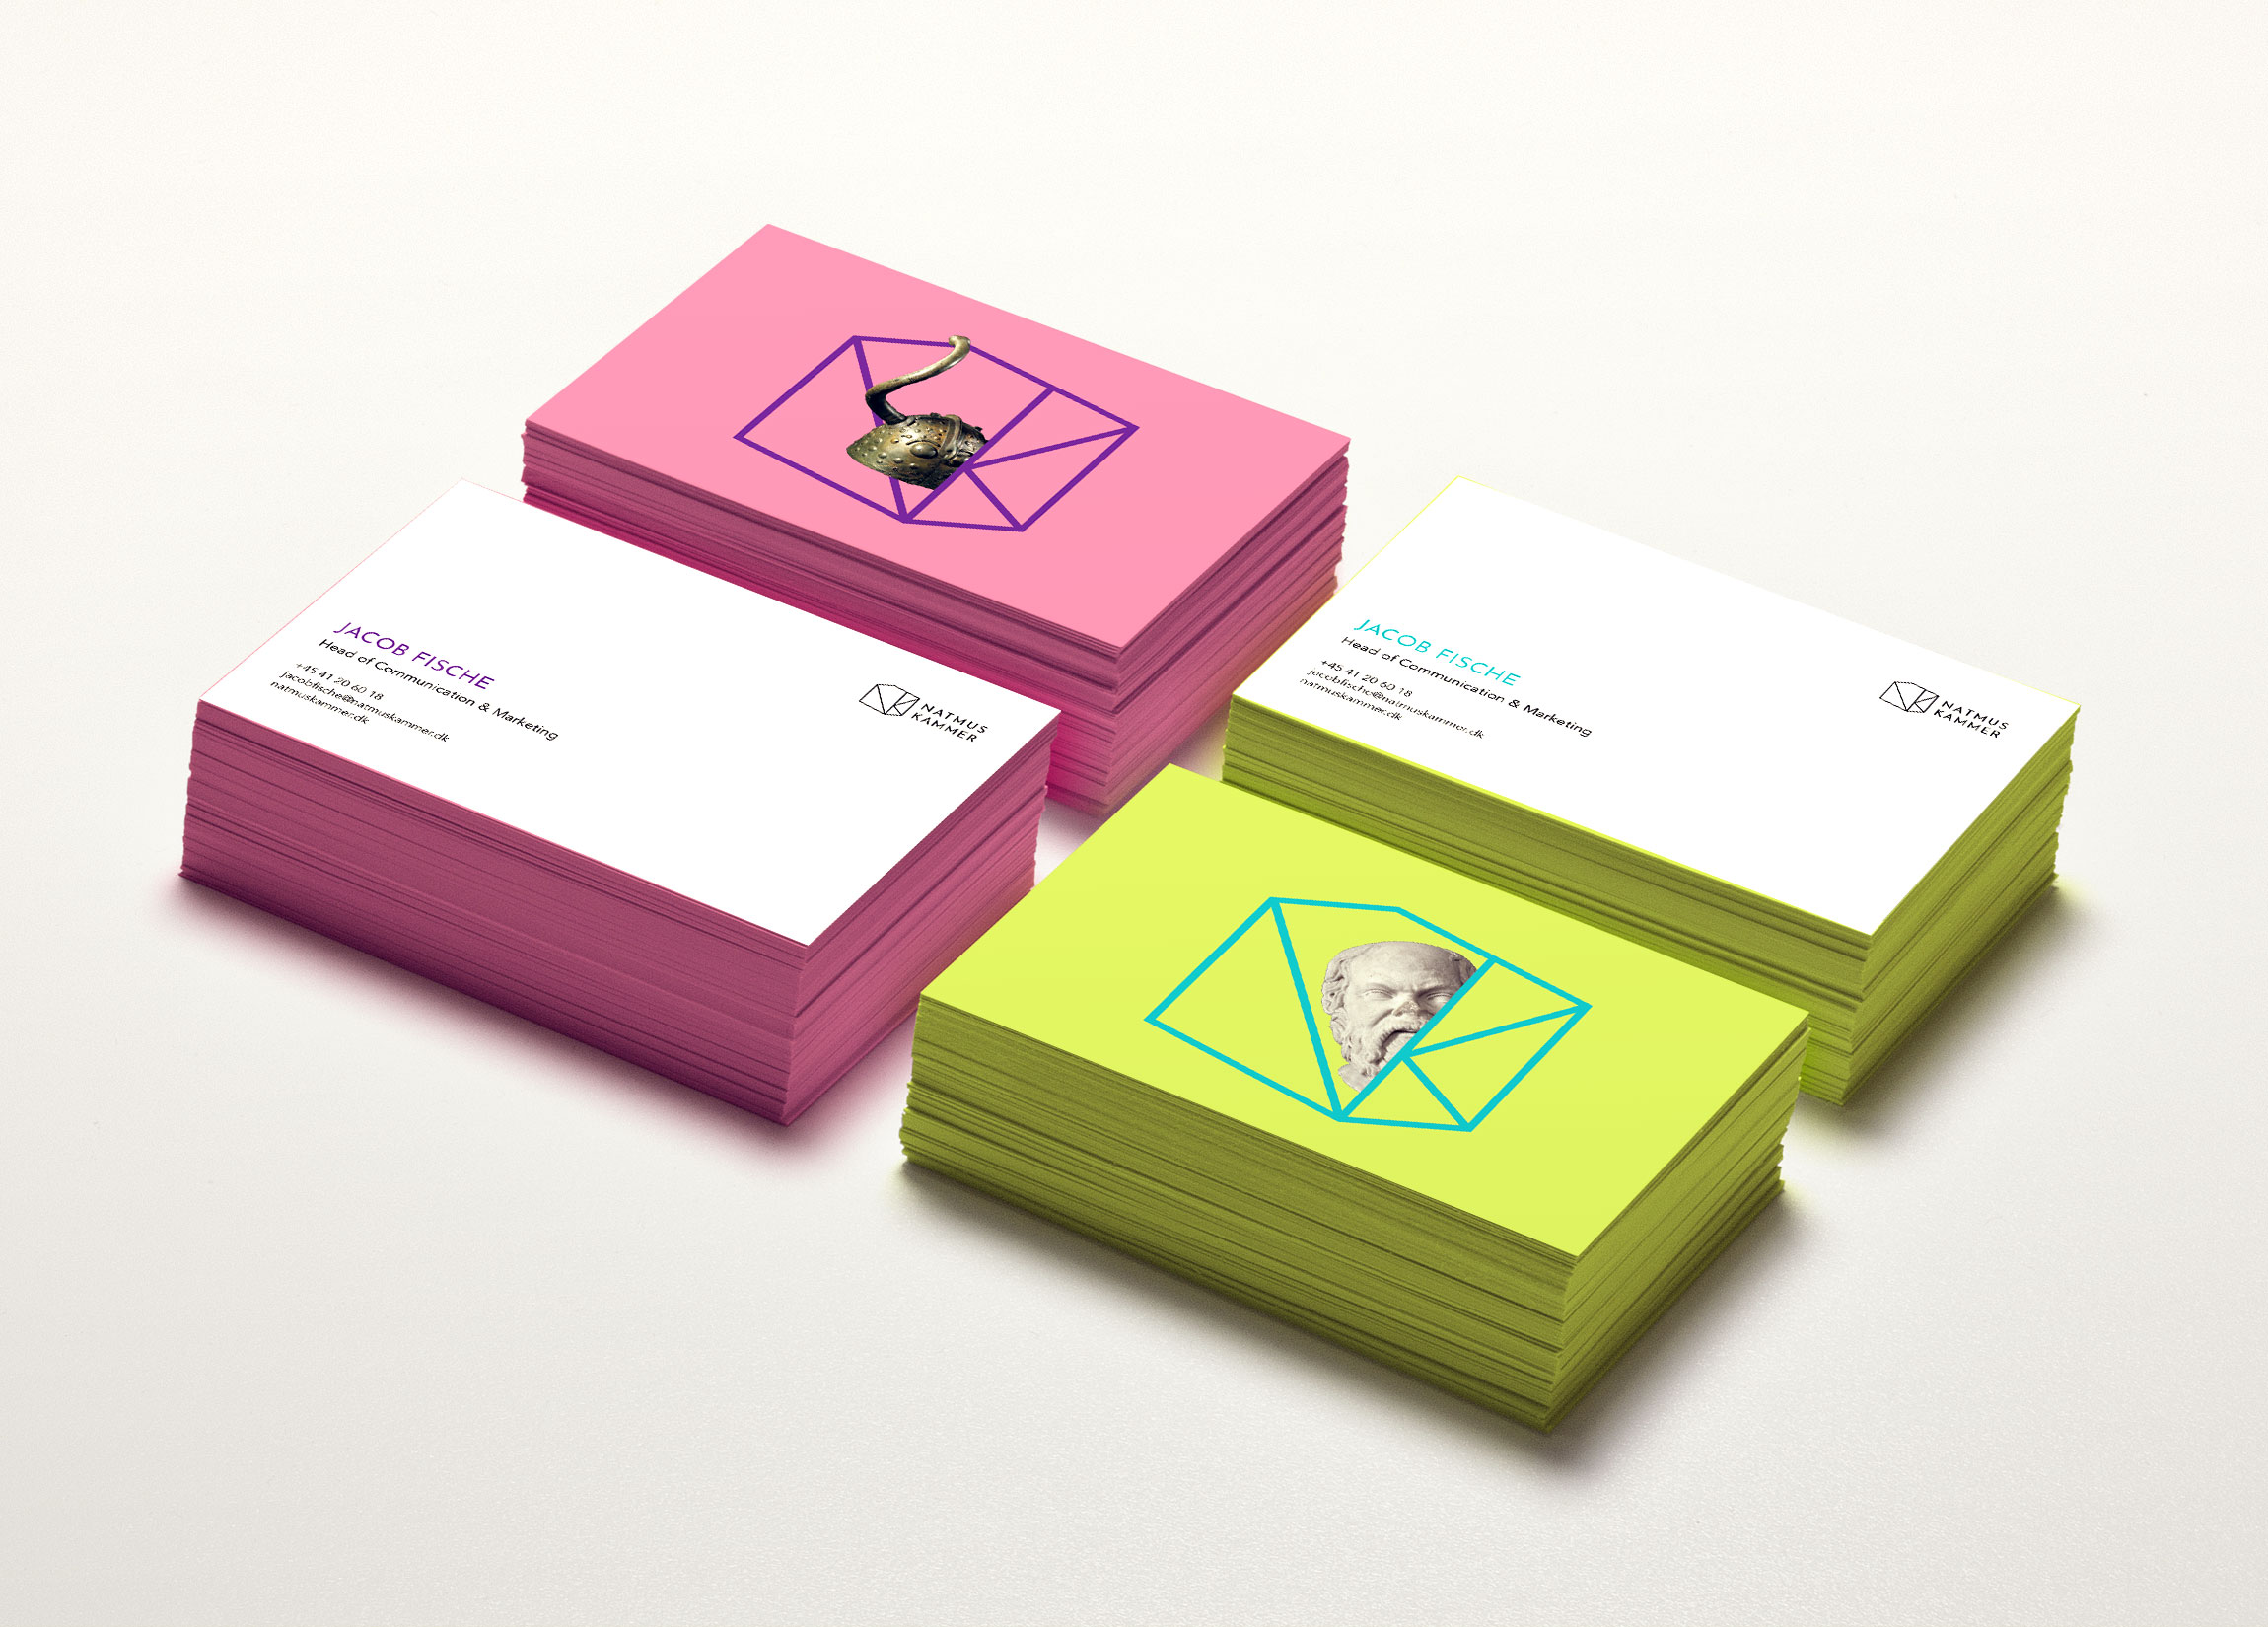 JACOB FISCHE
Head of Communication & Marketing
+45 41 20 60 18
jacobfische@natmuskammer.dk
natmuskammer.dk
NATMUS
KAMMER
JACOB FISCHE
Head of Communication & Marketing
+45 41 20 60 18
jacobfische@natmuskammer.dk
natmuskammer.dk
NATMUS
KAMMER